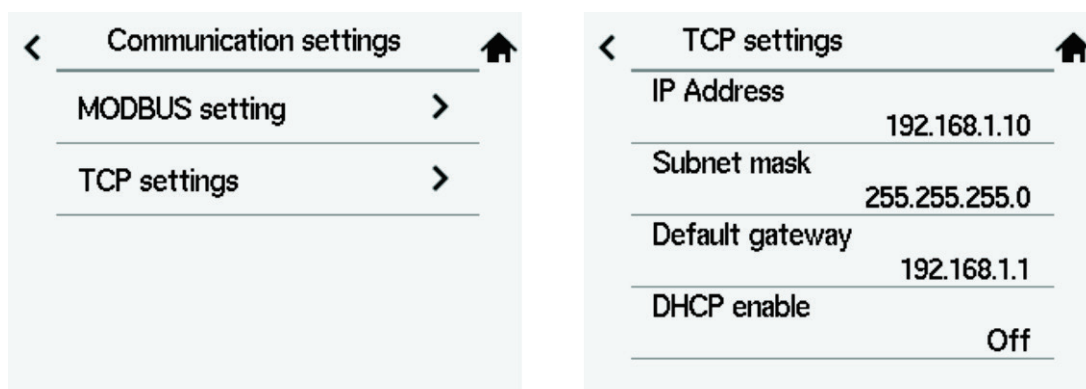 Communication settings
MODBUS setting
TCP settings
TCP settings
IP Address
192.168.1.10
Subnet mask
255.255.255.0
Default gateway
192.168.1.1
DHCP enable
Off